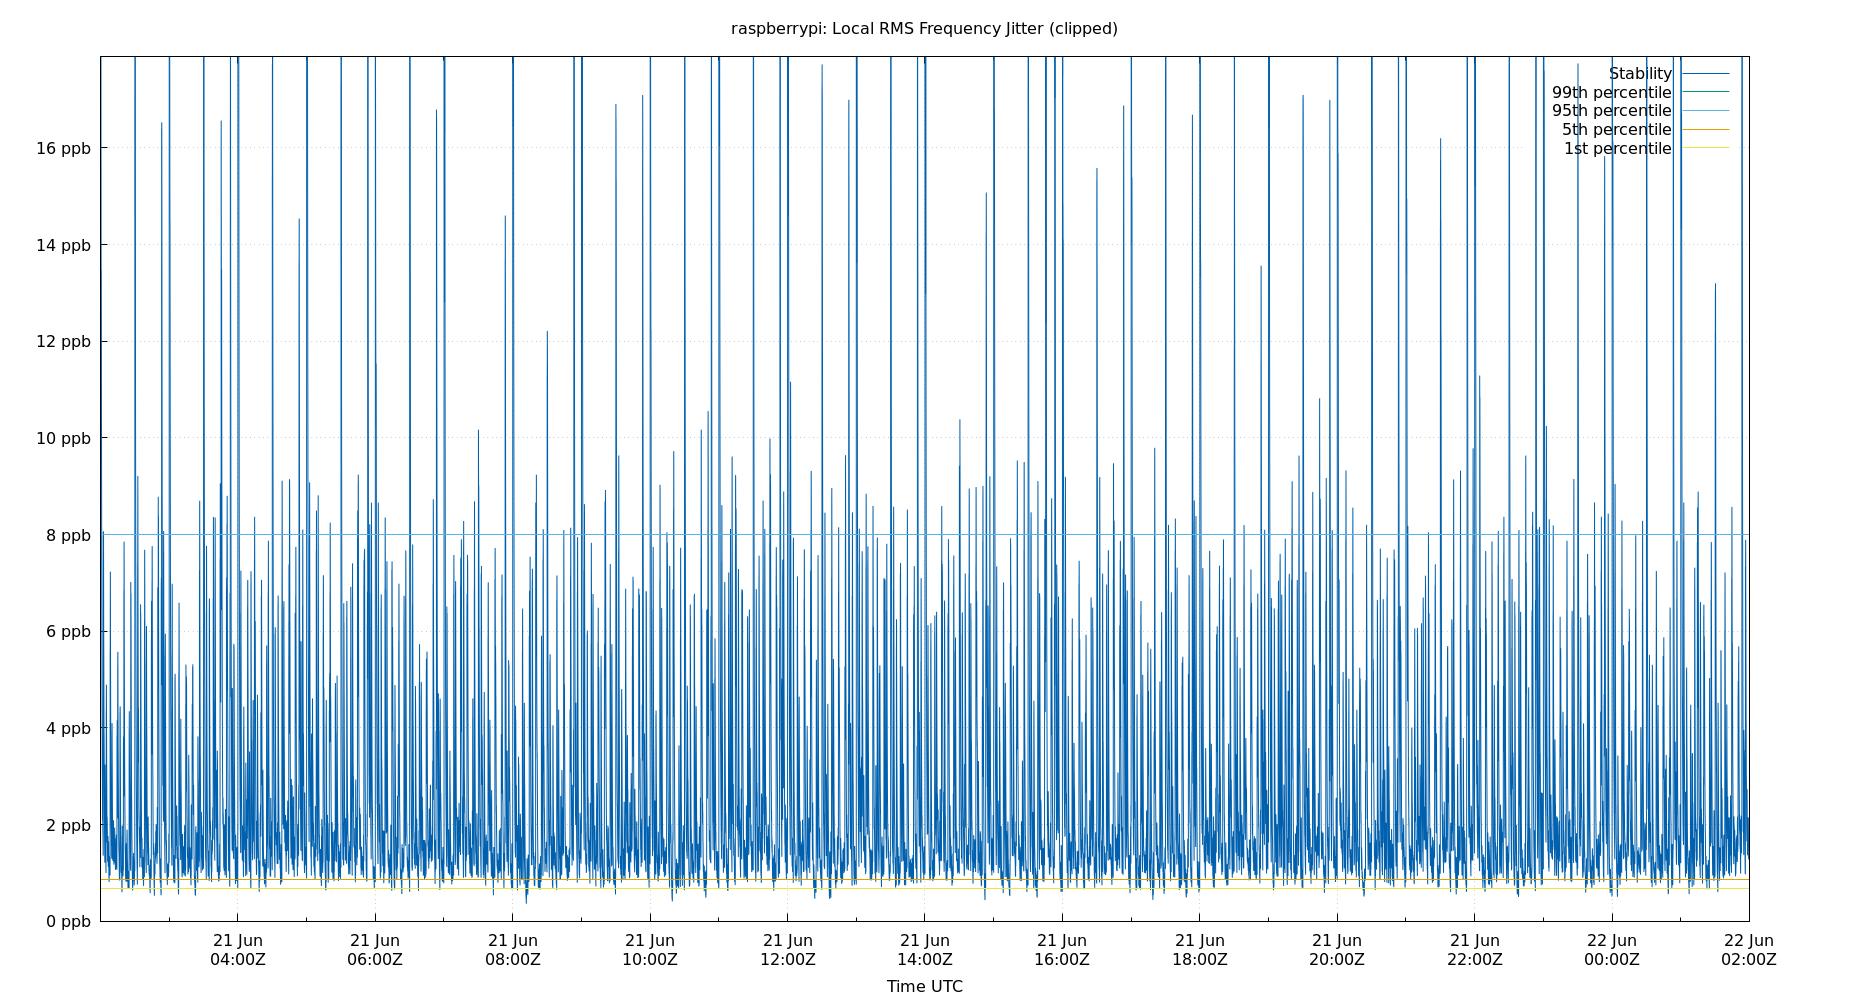 raspberrypi: Local RMS Frequency Jitter (clipped)
Stability
99th percentile
95th percentile
5th percentile
1st percentile
16 ppb
14 ppb
12 ppb
10 ppb
8 ppb
6 ppb
4 ppb
2 ppb
0 ppb
21 Jun 21 Jun 21 Jun 21 Jun 21 Jun 21 Jun 21 Jun 21 Jun 21 Jun 21 Jun 22 Jun 22 Jun
04:00Z 06:00Z 08:00Z 10:00Z 12:00Z 14:00Z 16:00Z 18:00Z 20:00Z 22:00Z 00:00Z 02:00Z
Time UTC